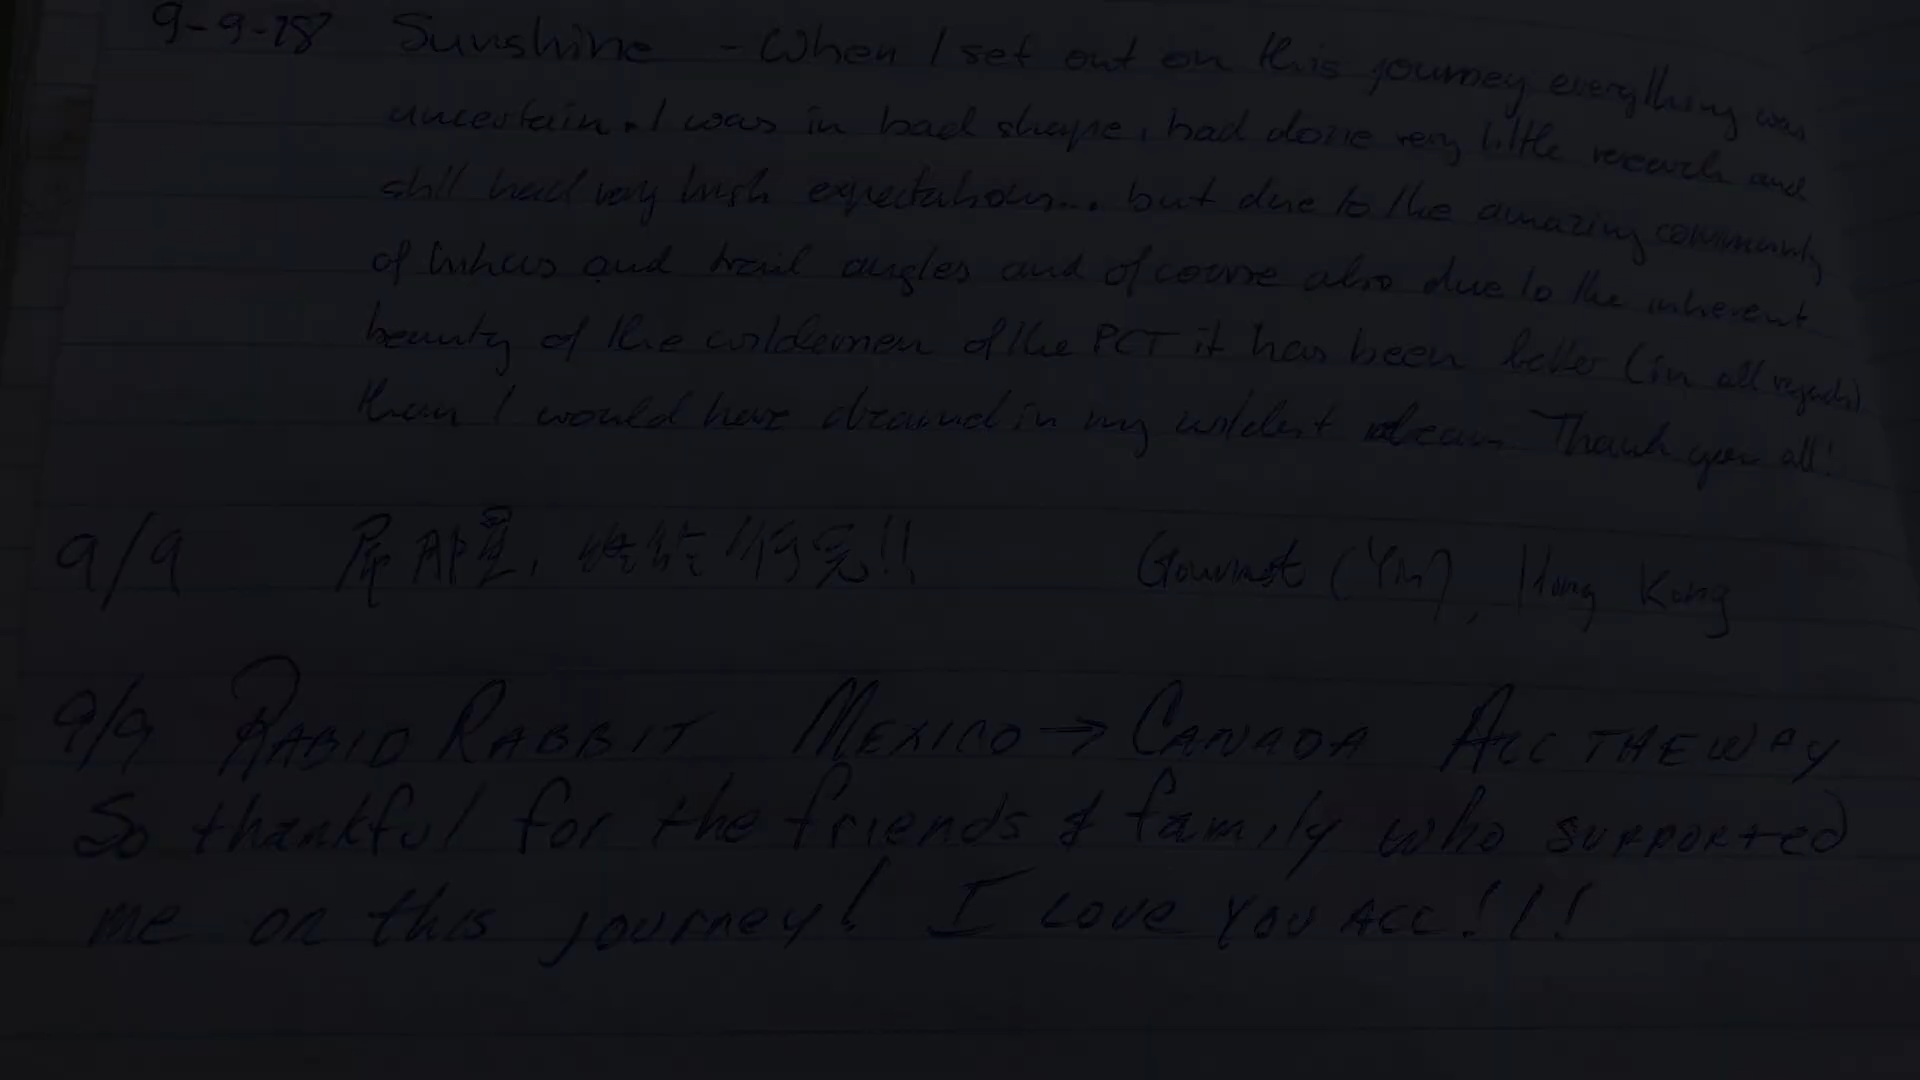 9-9-18 Sunshine - When I set out on this journey everything was
uncertain. I was in bad shape, had done very little research and
still had very high expectations... but due to the amazing community
of hikers and trail angles and of course also due to the inherent
beauty of the wilderness of the PCT it has been better (in all regards)
than I would have dreamed in my wildest dream. Thank you all!
9/9 !! (Yin), Hong Kong
9/9 RABID RABBIT MEXICO → CANADA ALL THE WAY
So thankful for the friends & family who supported
me on this journey! I LOVE YOU ALL!!!